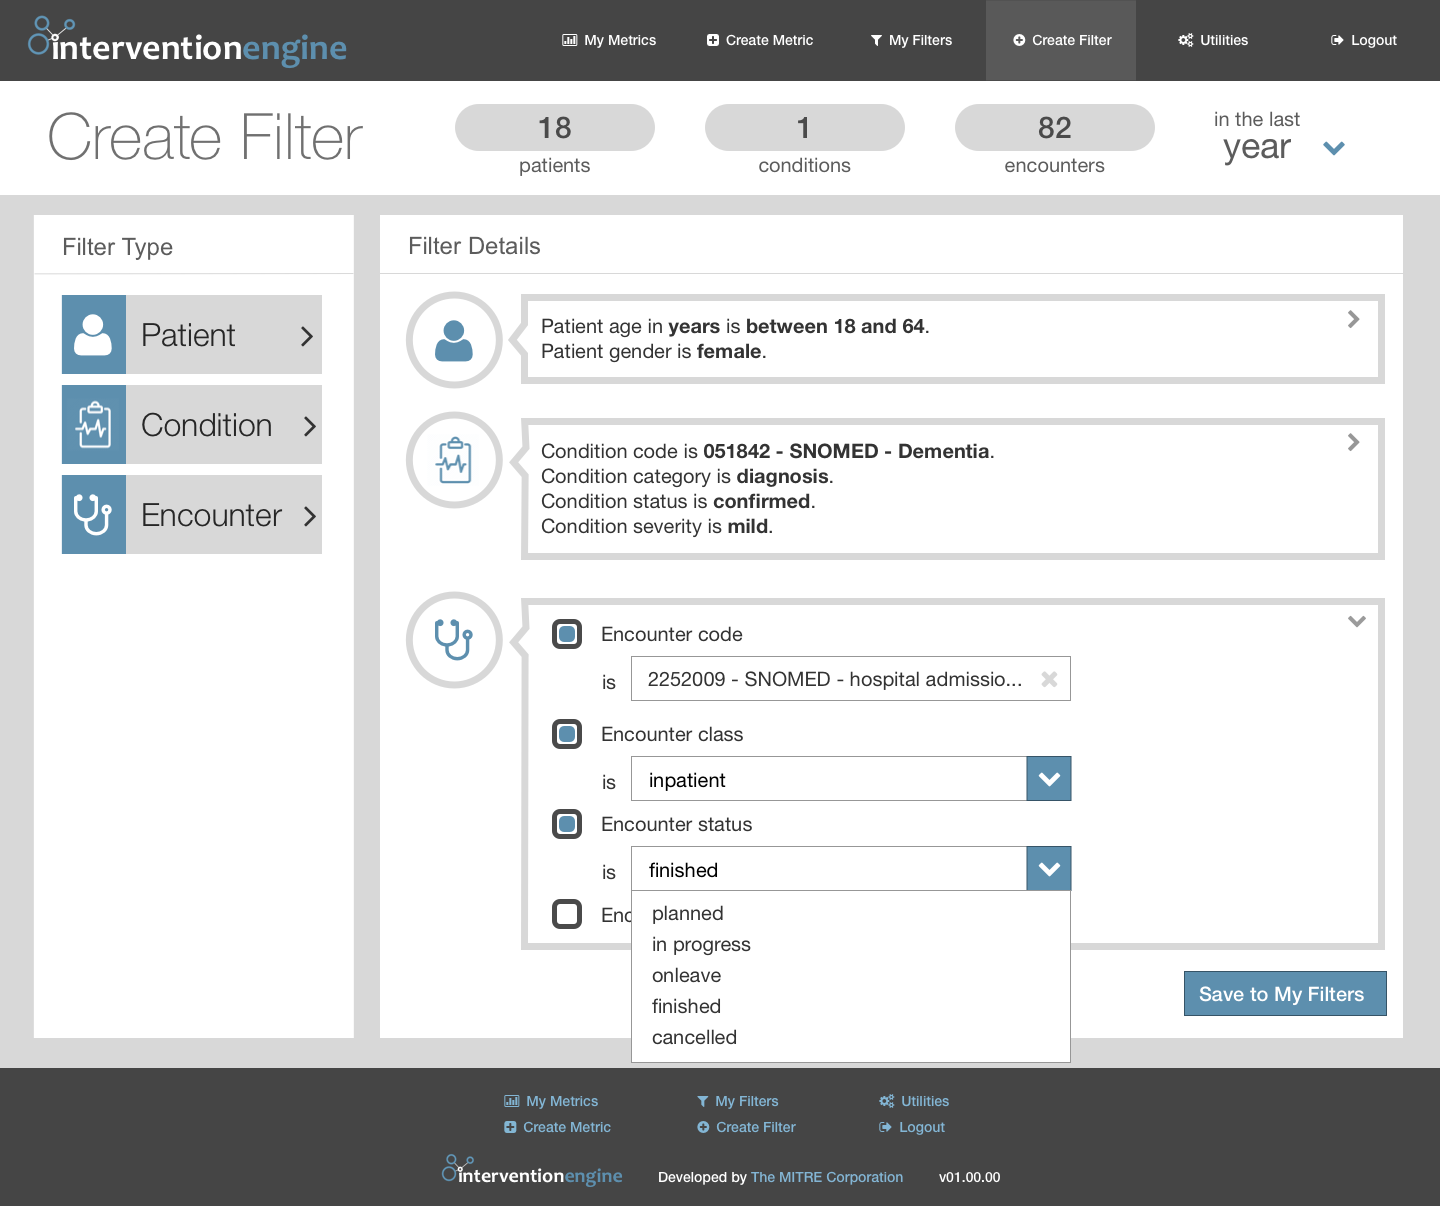 interventionengine
My Metrics
Create Metric
My Filters
Create Filter
Utilities
Logout
Create Filter
18
patients
1
conditions
82
encounters
in the last
year
Filter Type
Patient
Condition
Encounter
Filter Details
Patient age in years is between 18 and 64.
Patient gender is female.
Condition code is 051842 - SNOMED - Dementia.
Condition category is diagnosis.
Condition status is confirmed.
Condition severity is mild.
Encounter code
is 2252009 - SNOMED - hospital admissio...
Encounter class
is inpatient
Encounter status
is finished
planned
in progress
onleave
finished
cancelled
Save to My Filters
My Metrics
My Filters
Utilities
Create Metric
Create Filter
Logout
interventionengine
Developed by The MITRE Corporation
v01.00.00